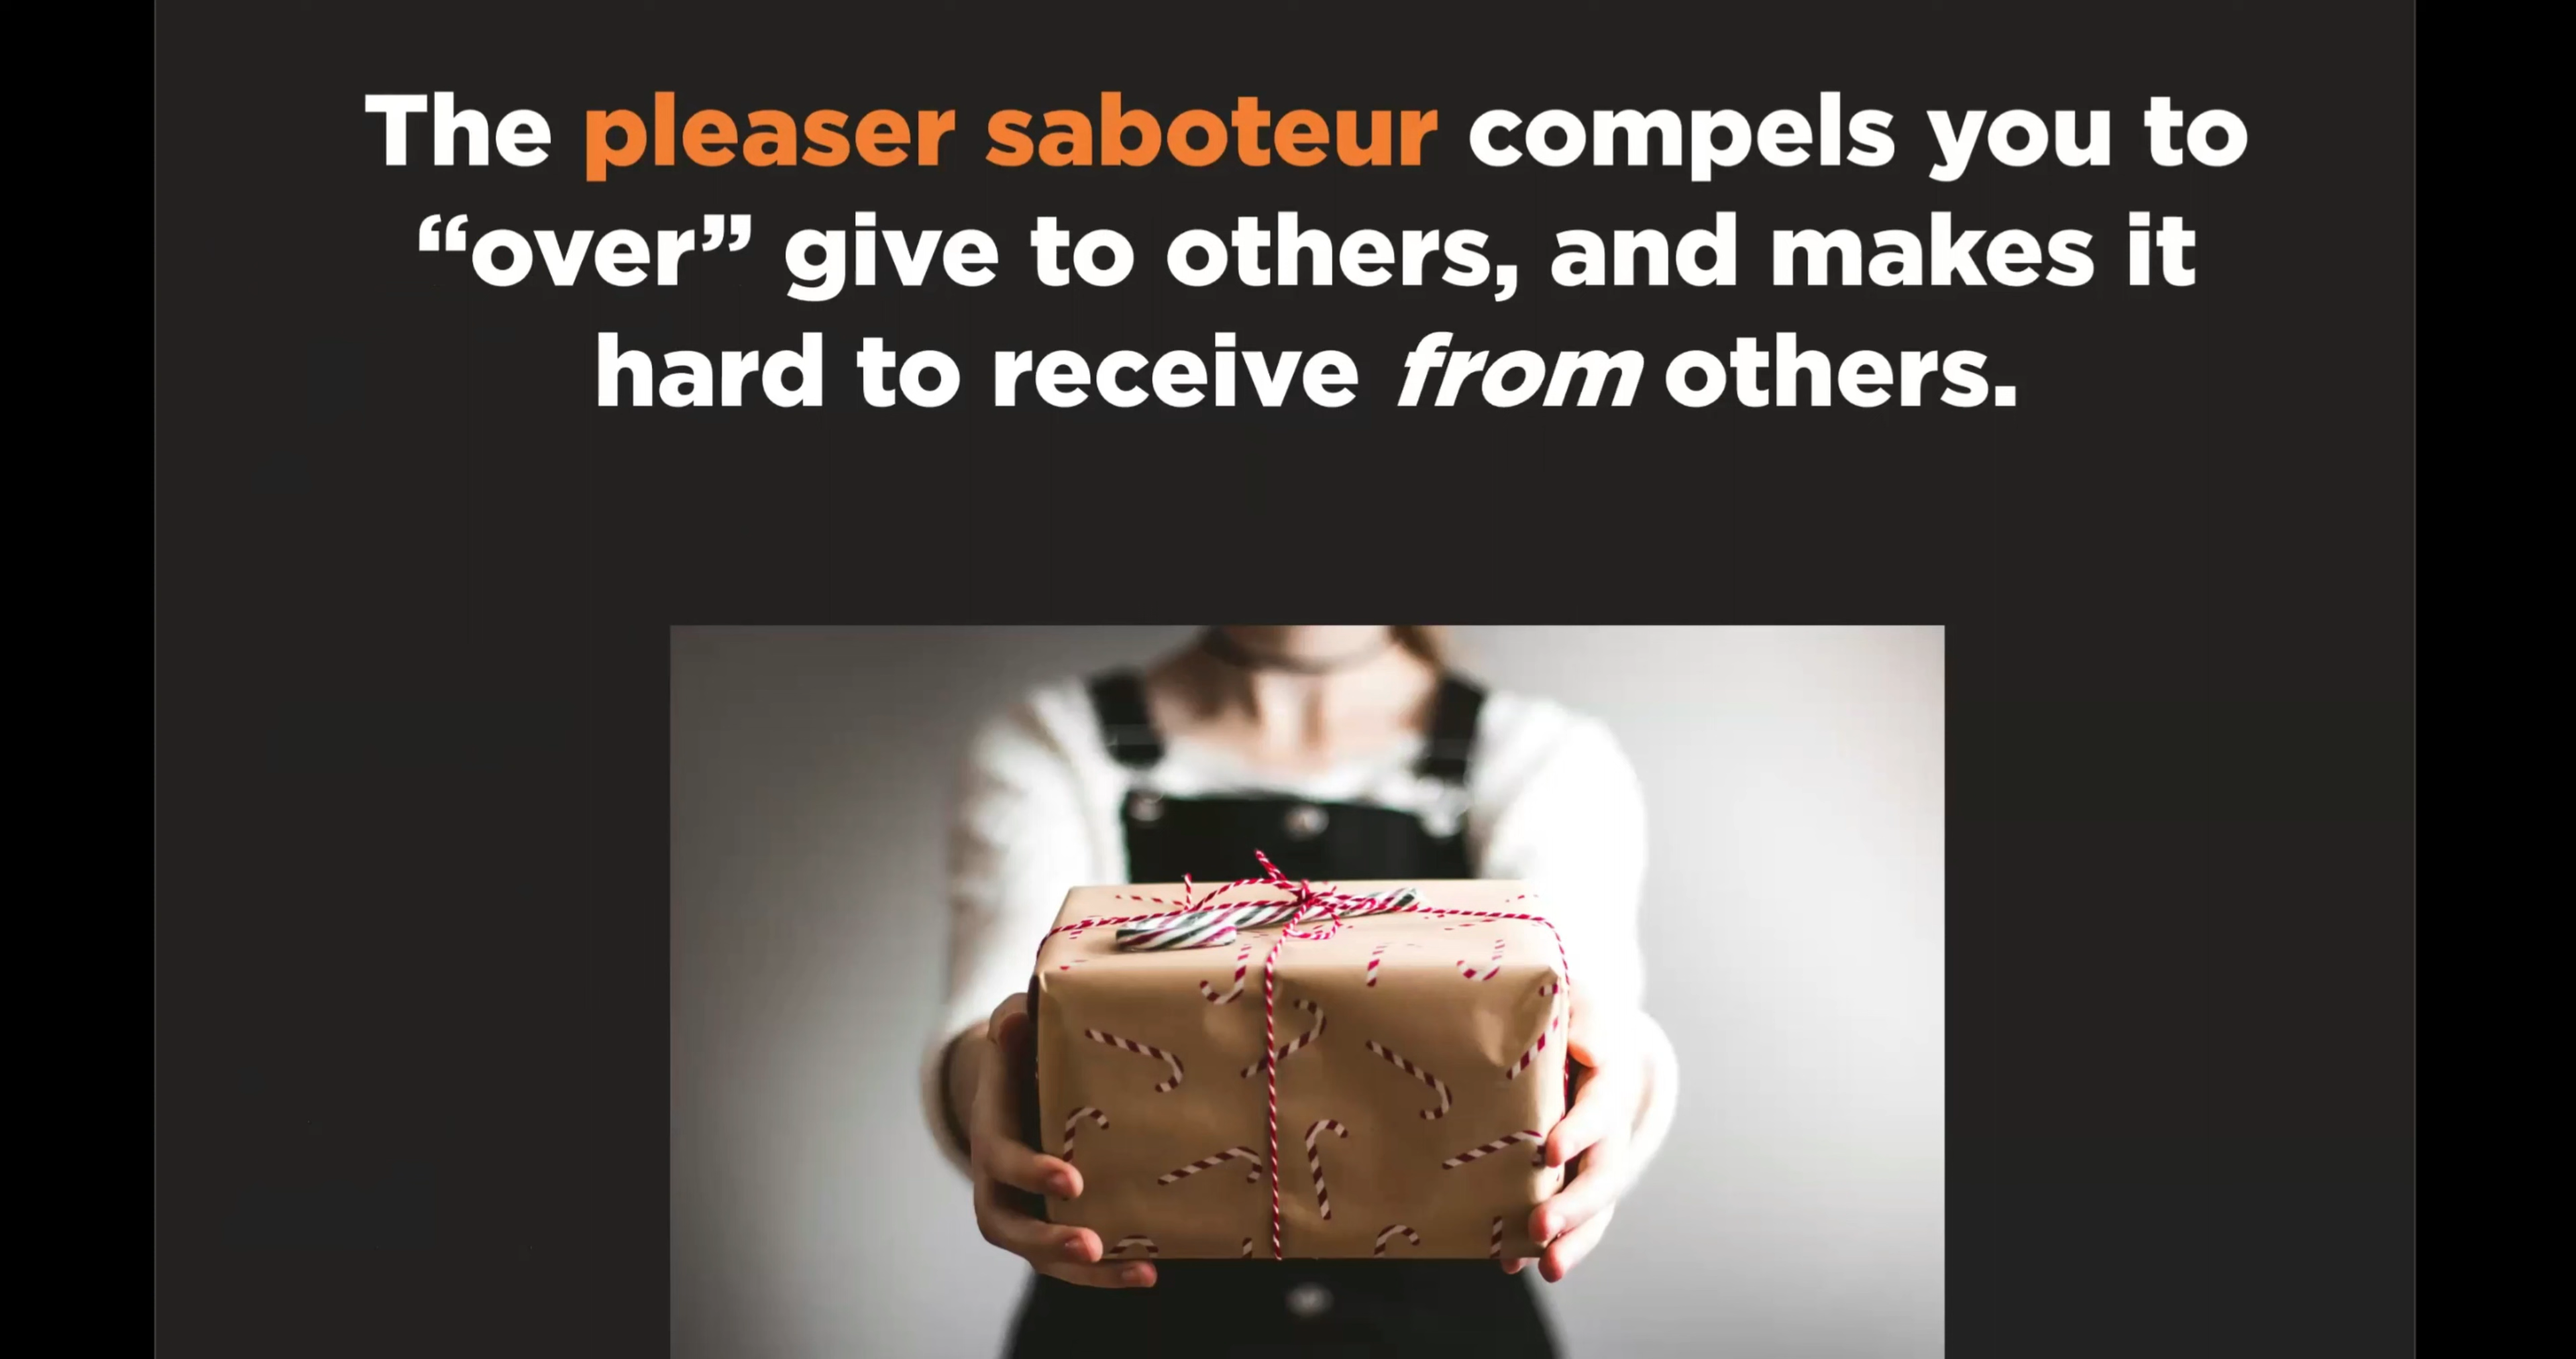 The pleaser saboteur compels you to
“over” give to others, and makes it
hard to receive from others.